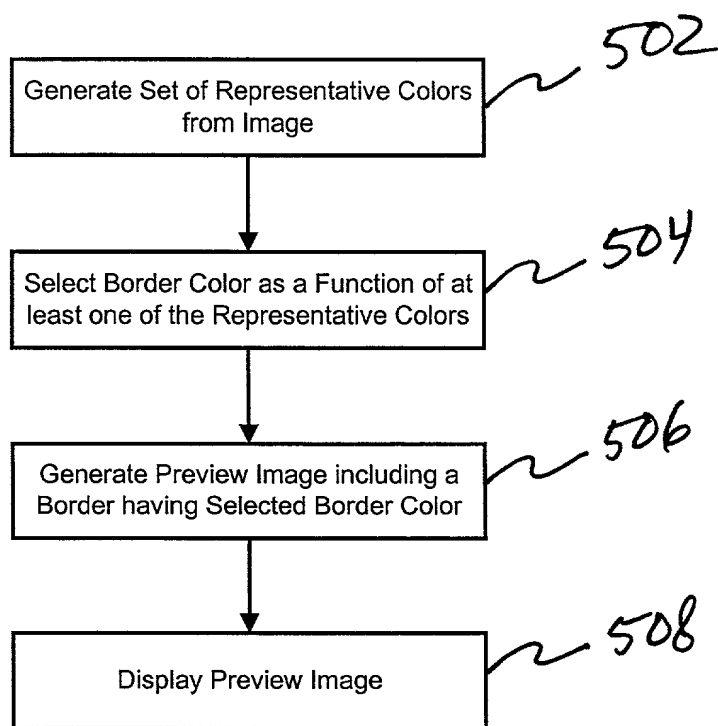 502
Generate Set of Representative Colors
from Image
504
Select Border Color as a Function of at
least one of the Representative Colors
506
Generate Preview Image including a
Border having Selected Border Color
508
Display Preview Image